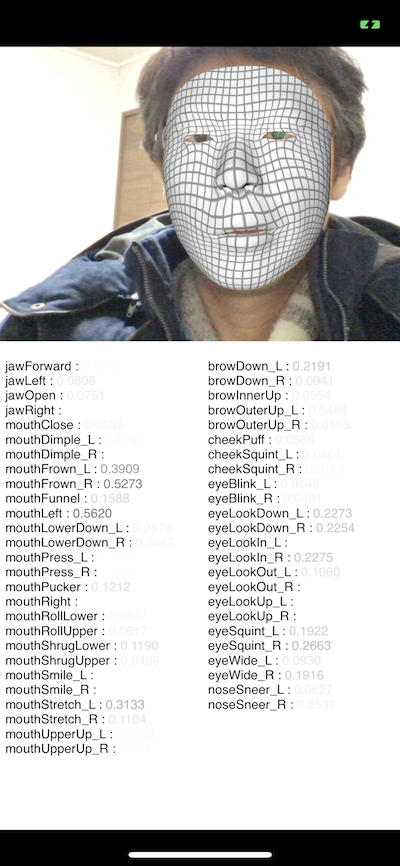 jawForward :
jawLeft : 0.0808
jawOpen : 0.0751
jawRight :
mouthClose : 0.0535
mouthDimple_L :
mouthDimple_R :
mouthFrown_L : 0.3909
mouthFrown_R : 0.5273
mouthFunnel : 0.1588
mouthLeft : 0.5620
mouthLowerDown_L : 0.0478
mouthLowerDown_R : 0.0447
mouthPress_L :
mouthPress_R :
mouthPucker : 0.1212
mouthRight :
mouthRollLower : 0.0347
mouthRollUpper : 0.0617
mouthShrugLower : 0.1190
mouthShrugUpper : 0.0489
mouthSmile_L :
mouthSmile_R :
mouthStretch_L : 0.3133
mouthStretch_R : 0.1104
mouthUpperUp_L :
mouthUpperUp_R :
browDown_L : 0.2191
browDown_R : 0.0941
browInnerUp : 0.0554
browOuterUp_L : 0.0484
browOuterUp_R : 0.0553
cheekPuff : 0.0586
cheekSquint_L : 0.0461
cheekSquint_R :
eyeBlink_L : 0.0546
eyeBlink_R : 0.0481
eyeLookDown_L : 0.2273
eyeLookDown_R : 0.2254
eyeLookIn_L :
eyeLookIn_R : 0.2275
eyeLookOut_L : 0.1060
eyeLookOut_R :
eyeLookUp_L :
eyeLookUp_R :
eyeSquint_L : 0.1922
eyeSquint_R : 0.2663
eyeWide_L : 0.0930
eyeWide_R : 0.1916
noseSneer_L : 0.0627
noseSneer_R : 0.0536